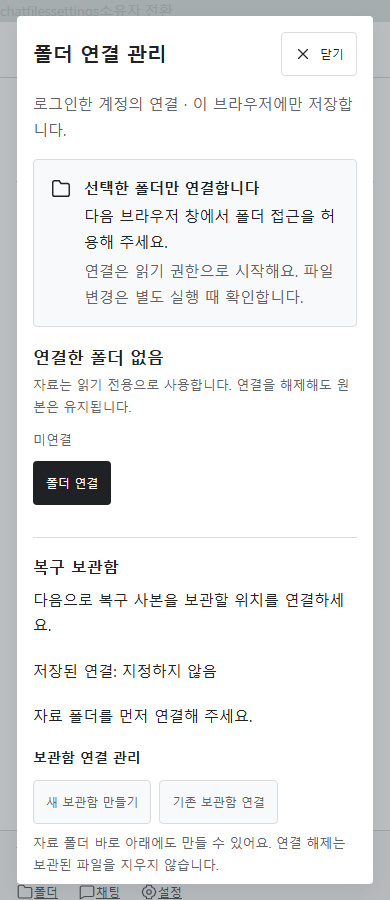 chatfilessettings소유자 전환
폴더 연결 관리
닫기
로그인한 계정의 연결 · 이 브라우저에만 저장합
니다.
선택한 폴더만 연결합니다
다음 브라우저 창에서 폴더 접근을 허
용해 주세요.
연결은 읽기 권한으로 시작해요. 파일
변경은 별도 실행 때 확인합니다.
연결한 폴더 없음
자료는 읽기 전용으로 사용합니다. 연결을 해제해도 원
본은 유지됩니다.
미연결
폴더 연결
복구 보관함
다음으로 복구 사본을 보관할 위치를 연결하세
요.
저장된 연결: 지정하지 않음
자료 폴더를 먼저 연결해 주세요.
보관함 연결 관리
새 보관함 만들기
기존 보관함 연결
자료 폴더 바로 아래에도 만들 수 있어요. 연결 해제는
보관된 파일을 지우지 않습니다.
폴더
채팅
설정